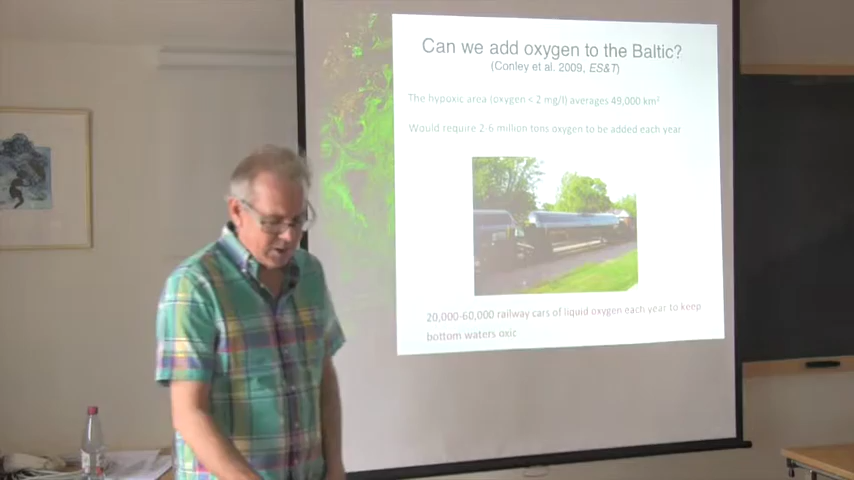 Can we add oxygen to the Baltic?
(Conley et al. 2009, ES&T)
The hypoxic area (oxygen < 2 mg/l) averages 49,000 km²
Would require 2-6 million tons oxygen to be added each year
20,000-60,000 railway cars of liquid oxygen each year to keep
bottom waters oxic